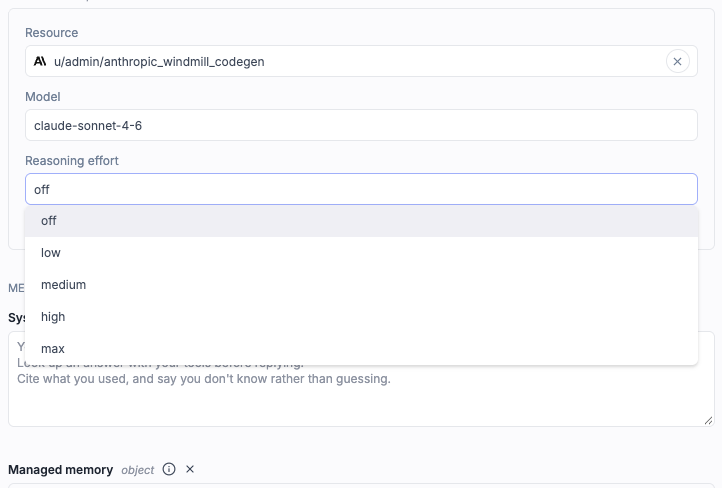 Resource
u/admin/anthropic_windmill_codegen
Model
claude-sonnet-4-6
Reasoning effort
off
off
low
medium
high
max
Cite what you used, and say you don't know rather than guessing.
Managed memory object